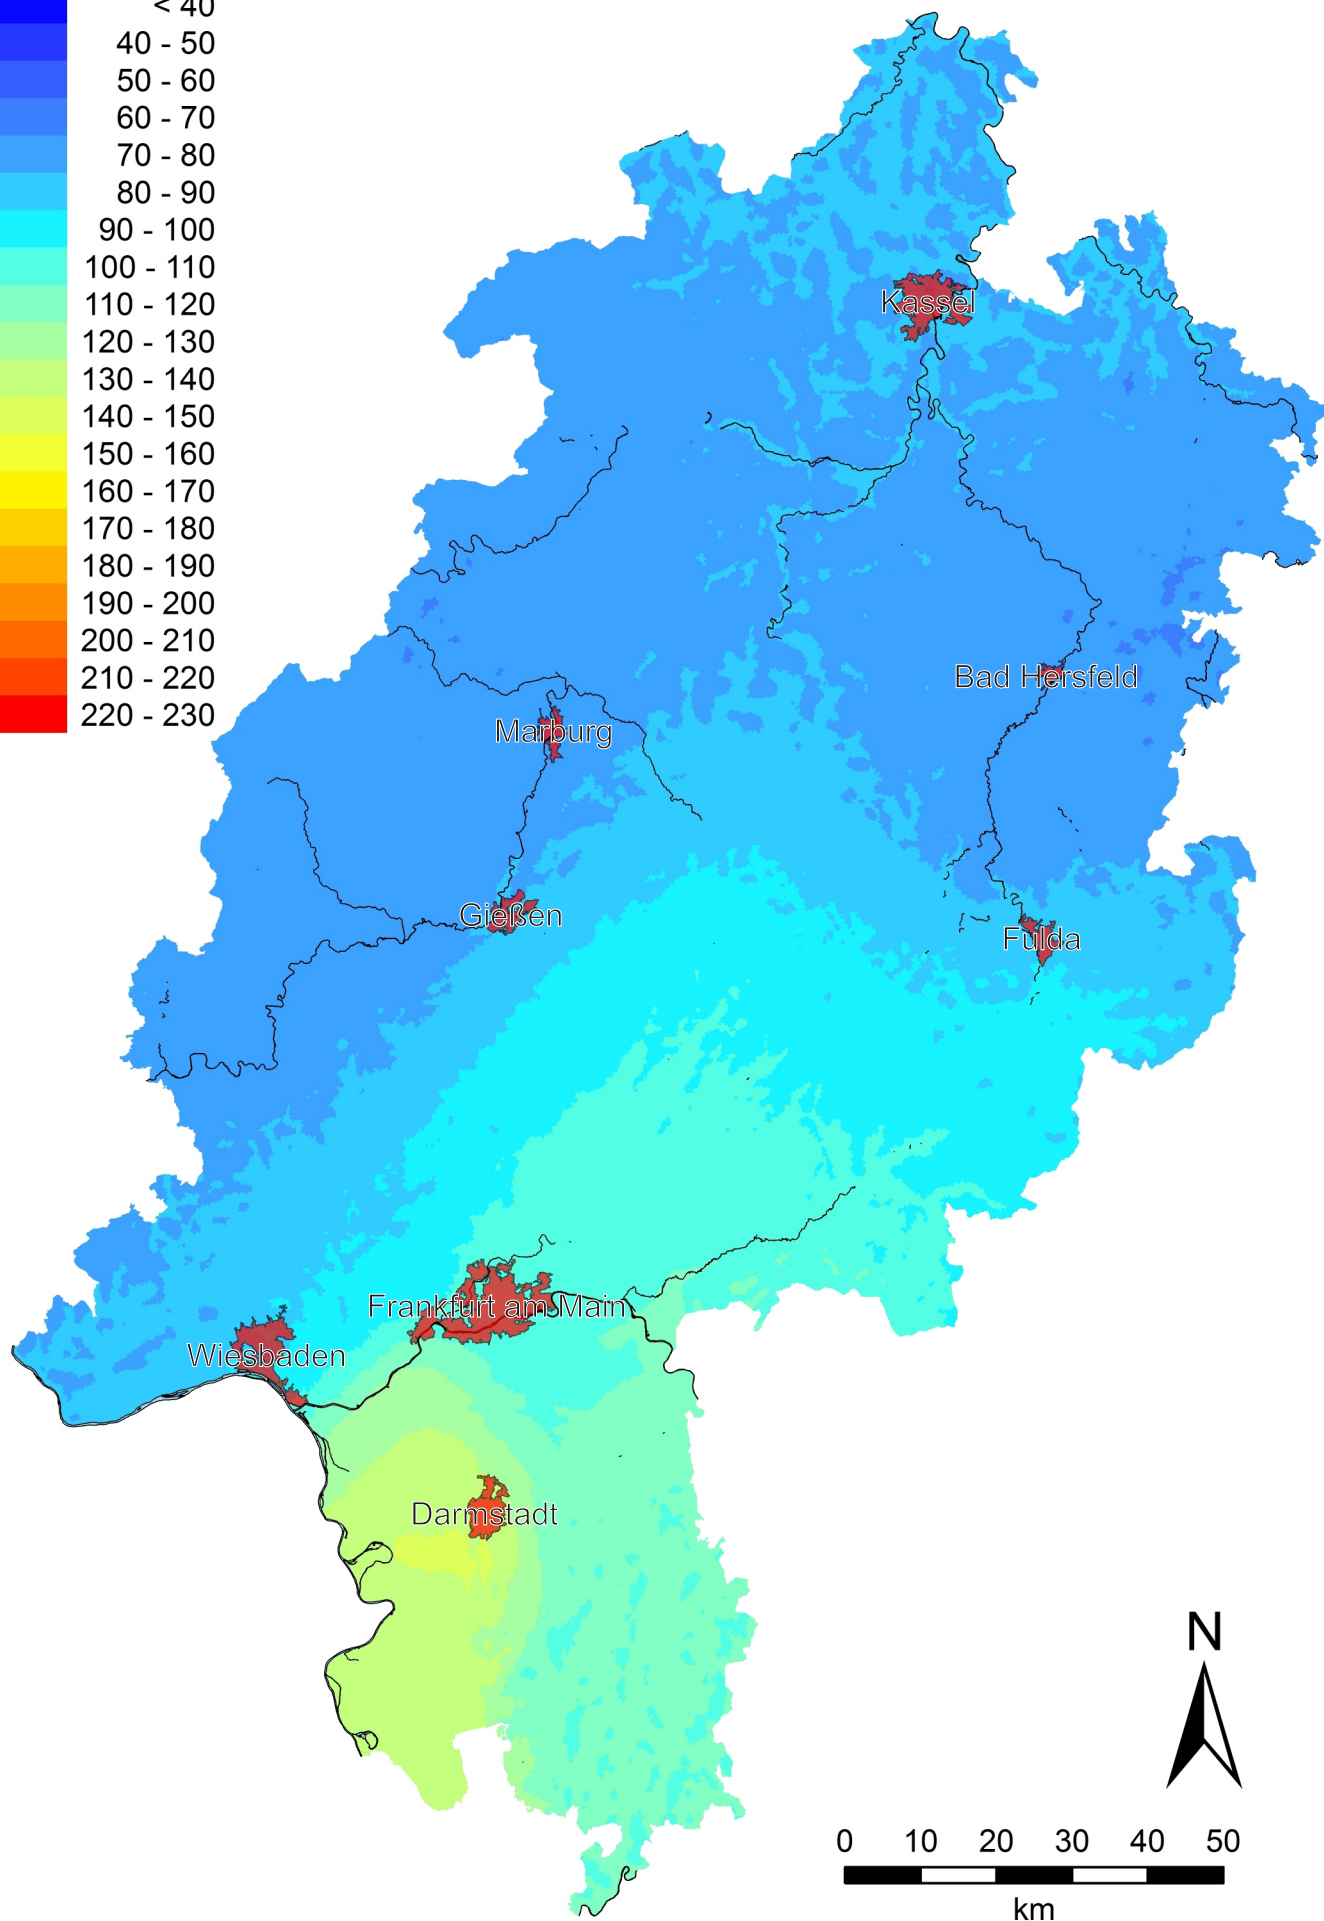 < 40
40 - 50
50 - 60
60 - 70
70 - 80
80 - 90
90 - 100
100 - 110
110 - 120
120 - 130
130 - 140
140 - 150
150 - 160
160 - 170
170 - 180
180 - 190
190 - 200
200 - 210
210 - 220
220 - 230
Kassel
Bad Hersfeld
Marburg
Gießen
Fulda
Frankfurt am Main
Wiesbaden
Darmstadt
N
0 10 20 30 40 50
km